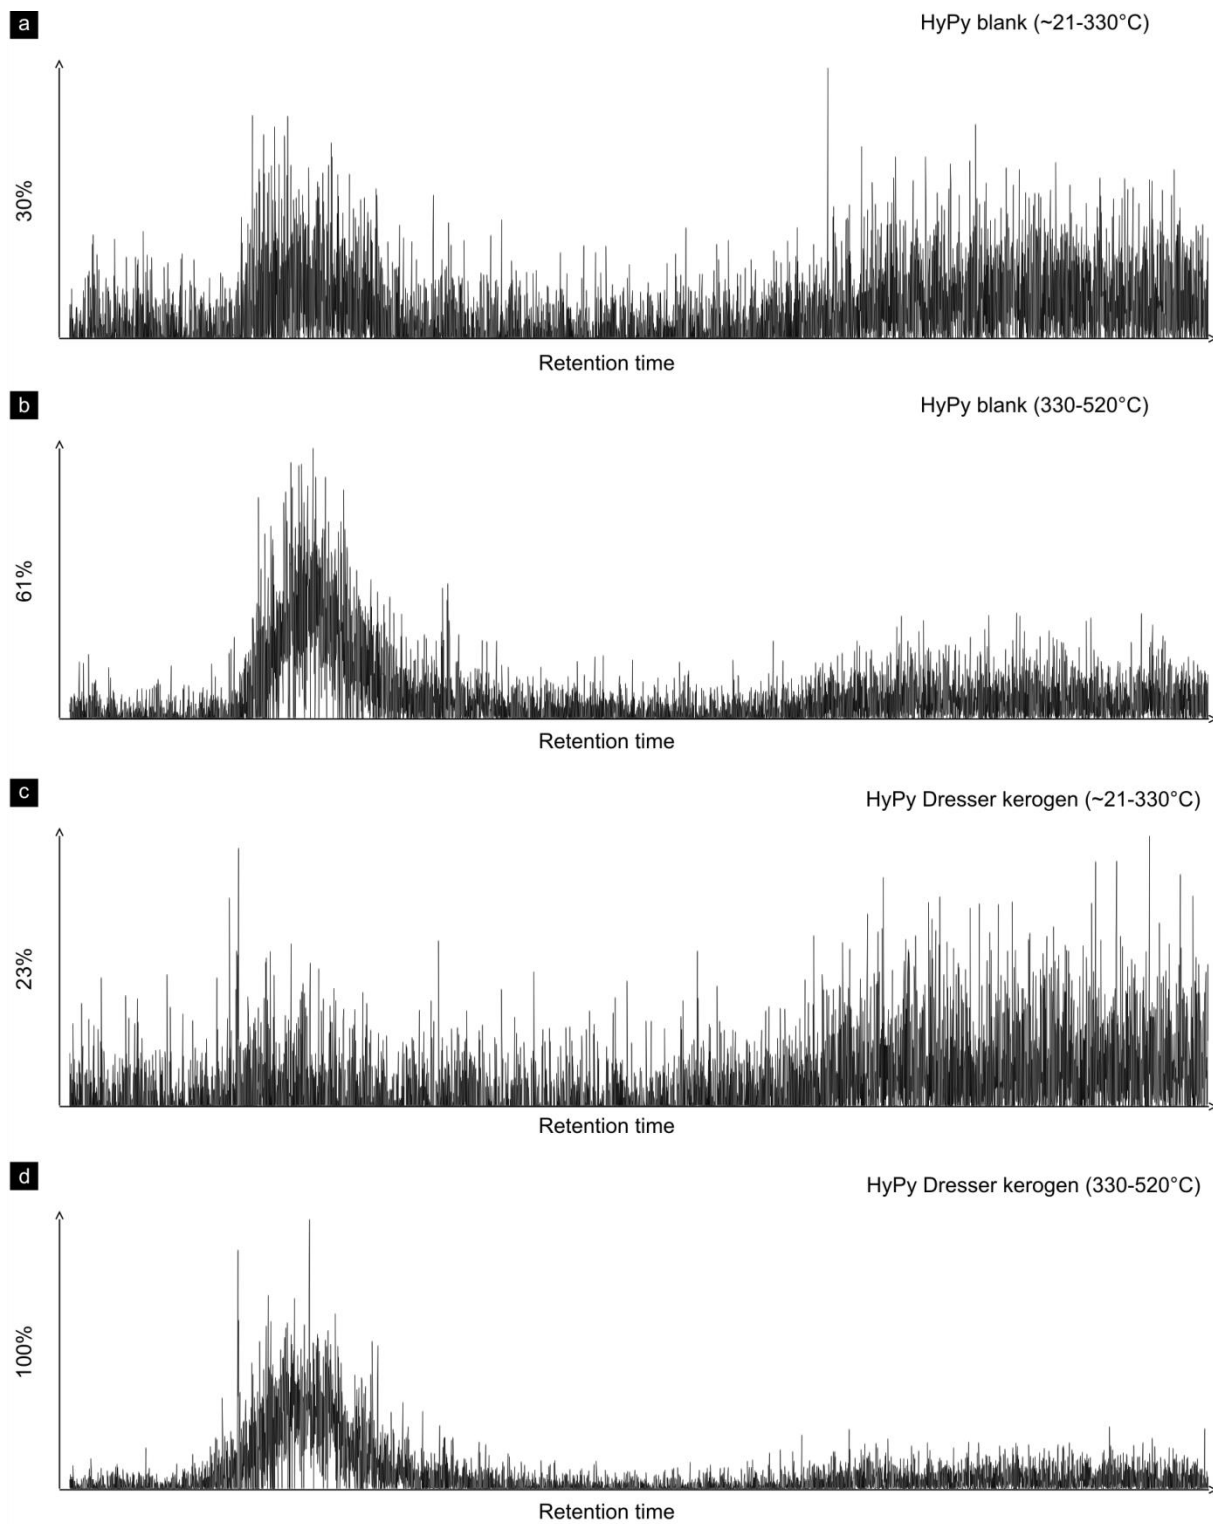 a
HyPy blank (~21-330°C)
30%
Retention time
b
HyPy blank (330-520°C)
61%
Retention time
c
HyPy Dresser kerogen (~21-330°C)
23%
Retention time
d
HyPy Dresser kerogen (330-520°C)
100%
Retention time